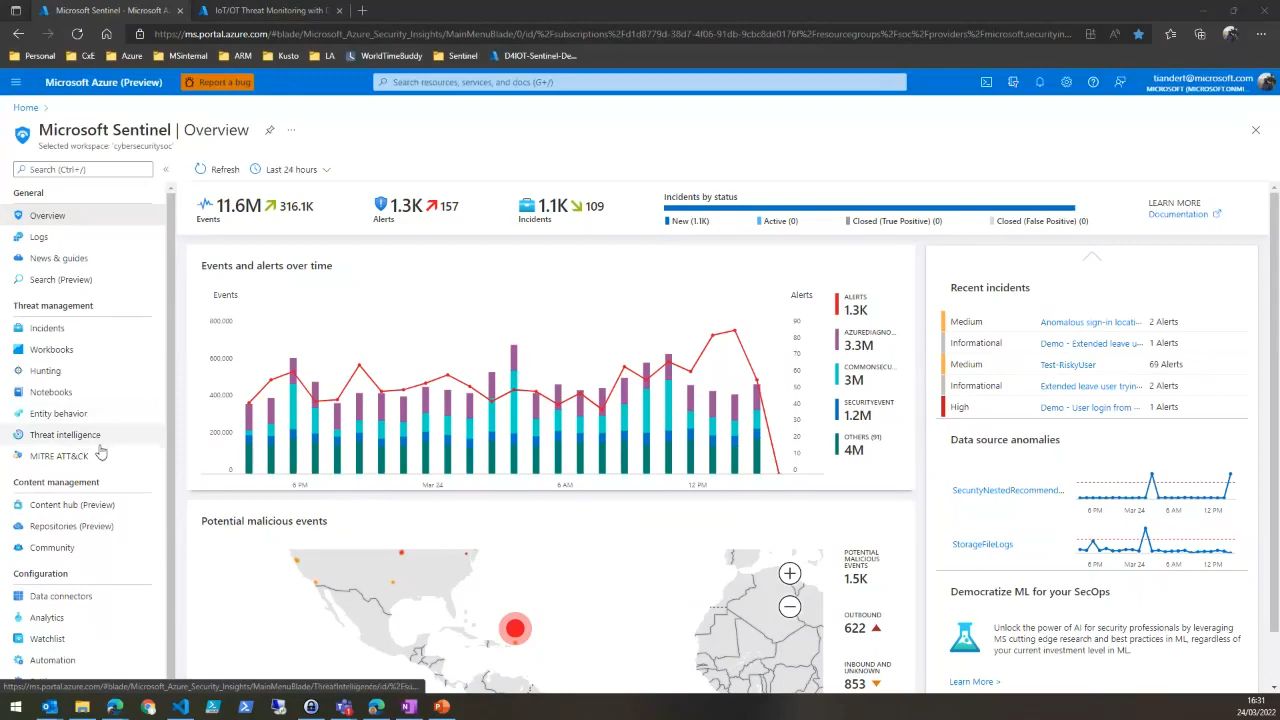 Microsoft Sentinel - Microsoft A...
IoT/OT Threat Monitoring with D
https://ms.portal.azure.com/#blade/Microsoft_Azure_Security_Insights/MainMenuBlade/0/id/%2Fsubscriptions%2Fd1d8779d-38d7-4f06-91db-9cbc8de0176f%2Fresourcegroups%2Fsoc%2Fproviders%2Fmicrosoft.securityin...
Personal
CxE
Azure
MSinternal
ARM
Kusto
LA
WorldTimeBuddy
Sentinel
D4IOT-Sentinel-De...
Microsoft Azure (Preview)
Report a bug
Search resources, services, and docs (G+/)
tiandert@microsoft.com
MICROSOFT (MICROSOFT.ONMI...
Home >
Microsoft Sentinel | Overview
Selected workspace: 'cybersecuritysoc'
Search (Ctrl+/)
«
Refresh
Last 24 hours
General
Overview
Logs
News & guides
Search (Preview)
Threat management
Incidents
Workbooks
Hunting
Notebooks
Entity behavior
Threat intelligence
MITRE ATT&CK
Content management
Content hub (Preview)
Repositories (Preview)
Community
Configuration
Data connectors
Analytics
Watchlist
Automation
11.6M 316.1K
Events
1.3K 157
Alerts
1.1K 109
Incidents
Incidents by status
New (1.1K)
Active (0)
Closed (True Positive) (0)
Closed (False Positive) (0)
LEARN MORE
Documentation
Events and alerts over time
Events
Alerts
800,000
600,000
400,000
200,000
0
90
80
70
60
50
40
30
20
10
0
6 PM
Mar 24
6 AM
12 PM
ALERTS
1.3K
AZUREDIAGNO...
3.3M
COMMONSECU...
3M
SECURITYEVENT
1.2M
OTHERS (91)
4M
Recent incidents
Medium Anomalous sign-in locati... 2 Alerts
Informational Demo - Extended leave u... 1 Alerts
Medium Test-RiskyUser 69 Alerts
Informational Extended leave user tryin... 2 Alerts
High Demo - User login from ... 1 Alerts
Data source anomalies
SecurityNestedRecommend...
6 PM Mar 24 6 AM 12 PM
StorageFileLogs
6 PM Mar 24 6 AM 12 PM
Democratize ML for your SecOps
Unlock the power of AI for security professionals by leveraging
MS cutting edge research and best practices in ML, regardless of
your current investment level in ML.
Learn More >
Potential malicious events
POTENTIAL
MALICIOUS
EVENTS
1.5K
OUTBOUND
622
INBOUND AND
UNKNOWN
853
https://ms.portal.azure.com/#blade/Microsoft_Azure_Security_Insights/MainMenuBlade/ThreatIntelligence/id/%2Fsu...
16:31
24/03/2022